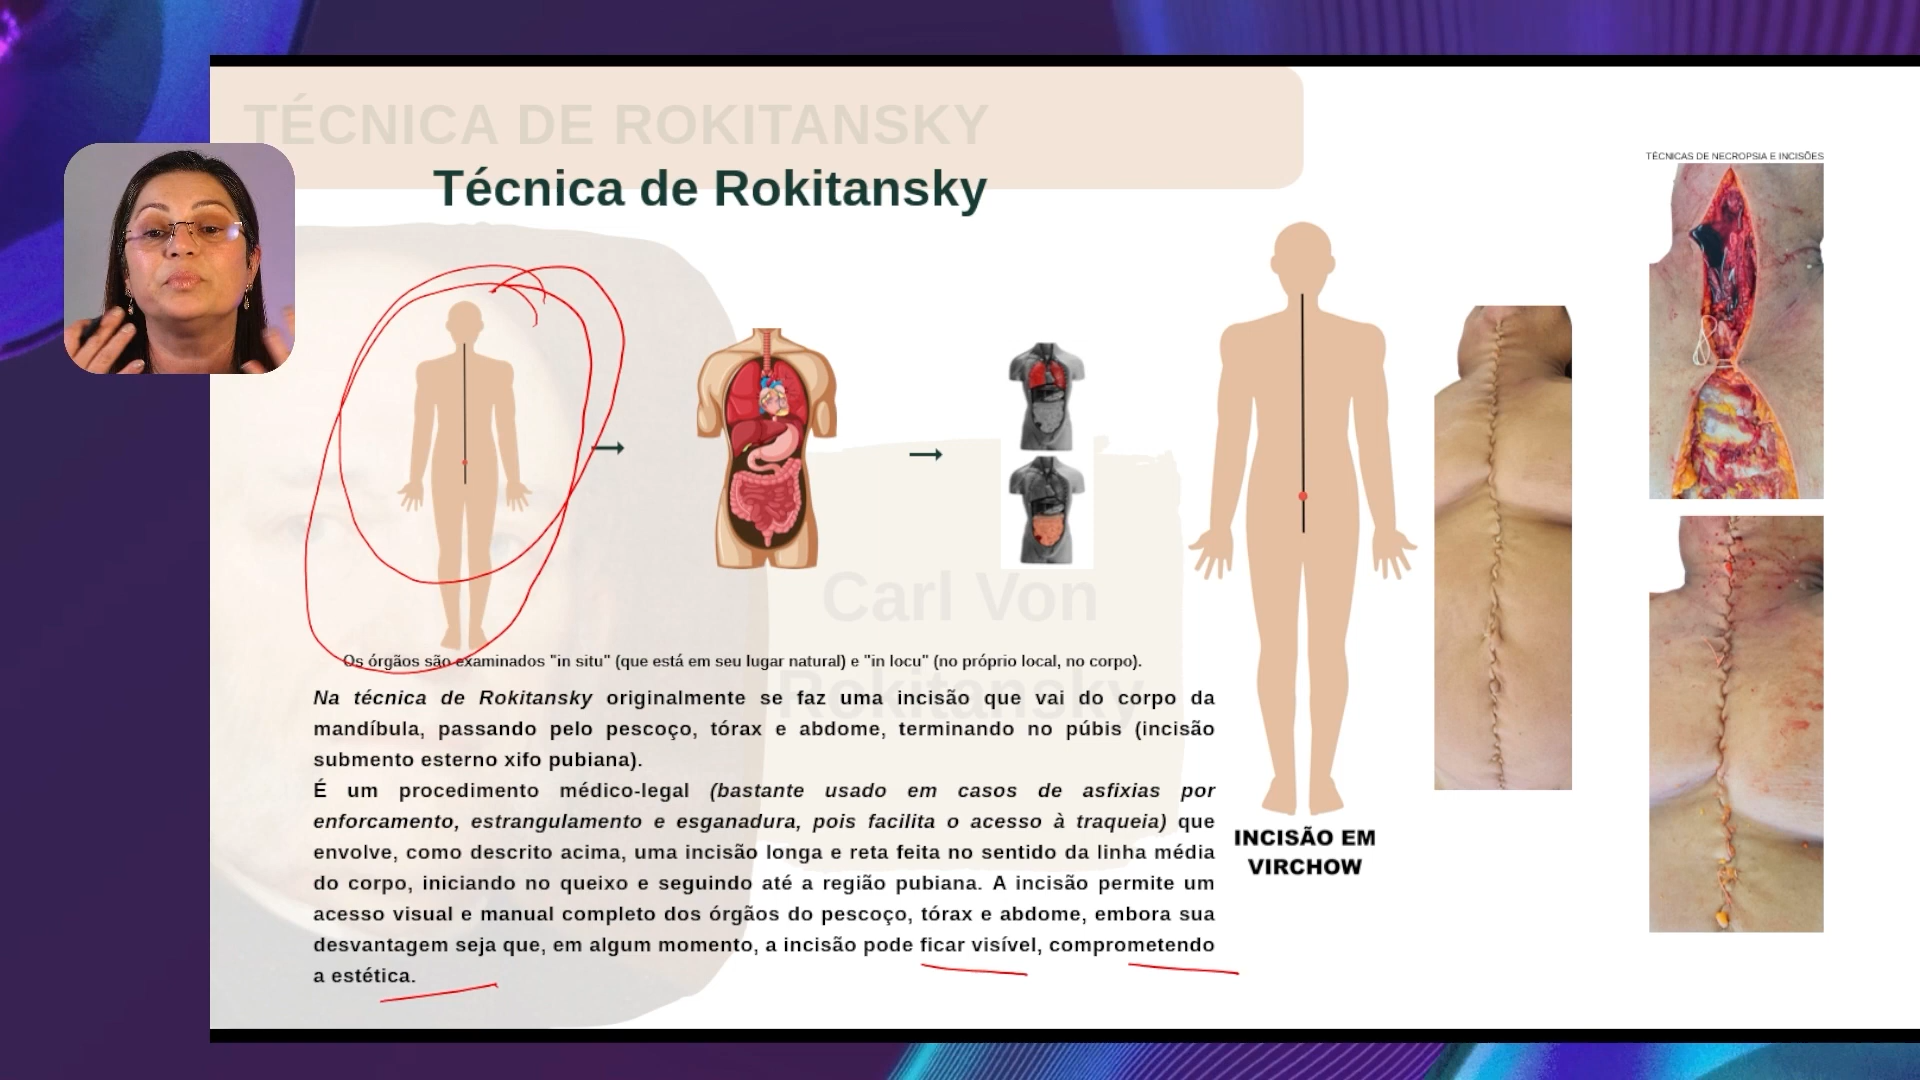 TÉCNICA DE ROKITANSKY
Técnica de Rokitansky
TÉCNICAS DE NECROPSIA E INCISÕES
Carl Von
Rokitansky
Os órgãos são examinados "in situ" (que está em seu lugar natural) e "in locu" (no próprio local, no corpo).
Na técnica de Rokitansky originalmente se faz uma incisão que vai do corpo da
mandíbula, passando pelo pescoço, tórax e abdome, terminando no púbis (incisão
submento esterno xifo pubiana).
É um procedimento médico-legal (bastante usado em casos de asfixias por
enforcamento, estrangulamento e esganadura, pois facilita o acesso à traqueia) que
envolve, como descrito acima, uma incisão longa e reta feita no sentido da linha média
do corpo, iniciando no queixo e seguindo até a região pubiana. A incisão permite um
acesso visual e manual completo dos órgãos do pescoço, tórax e abdome, embora sua
desvantagem seja que, em algum momento, a incisão pode ficar visível, comprometendo
a estética.
INCISÃO EM
VIRCHOW